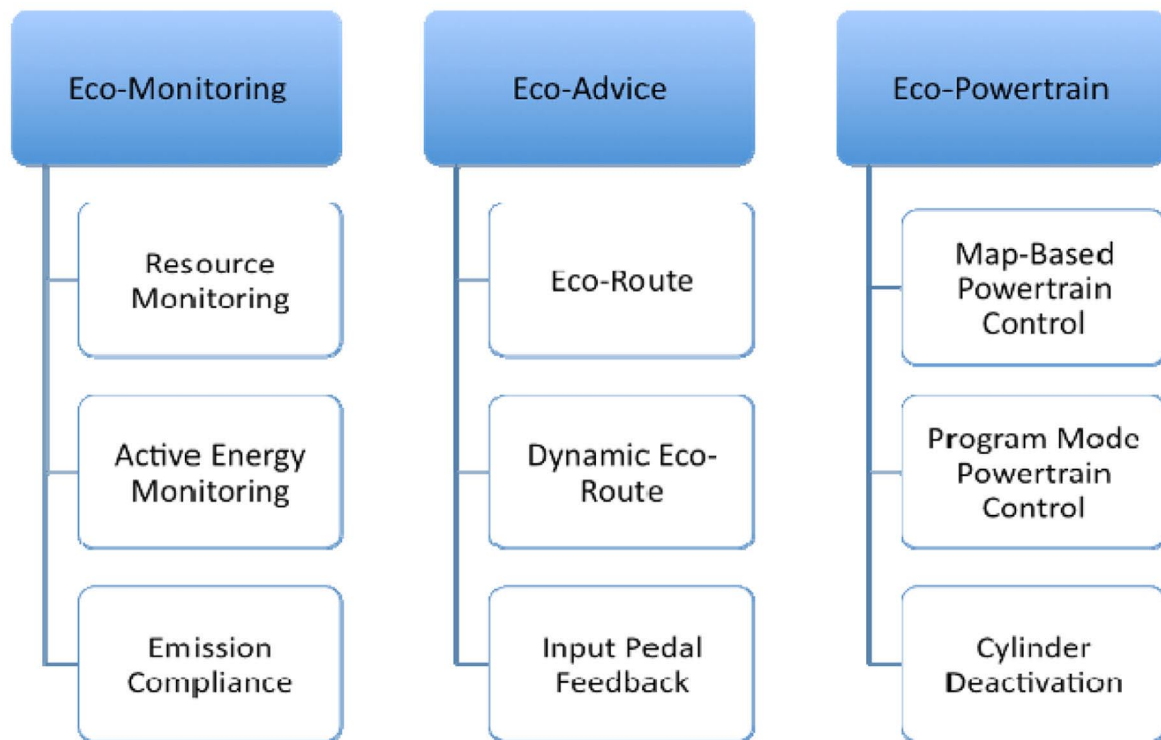 Eco-Monitoring
Resource
Monitoring
Active Energy
Monitoring
Emission
Compliance
Eco-Advice
Eco-Route
Dynamic Eco-
Route
Input Pedal
Feedback
Eco-Powertrain
Map-Based
Powertrain
Control
Program Mode
Powertrain
Control
Cylinder
Deactivation